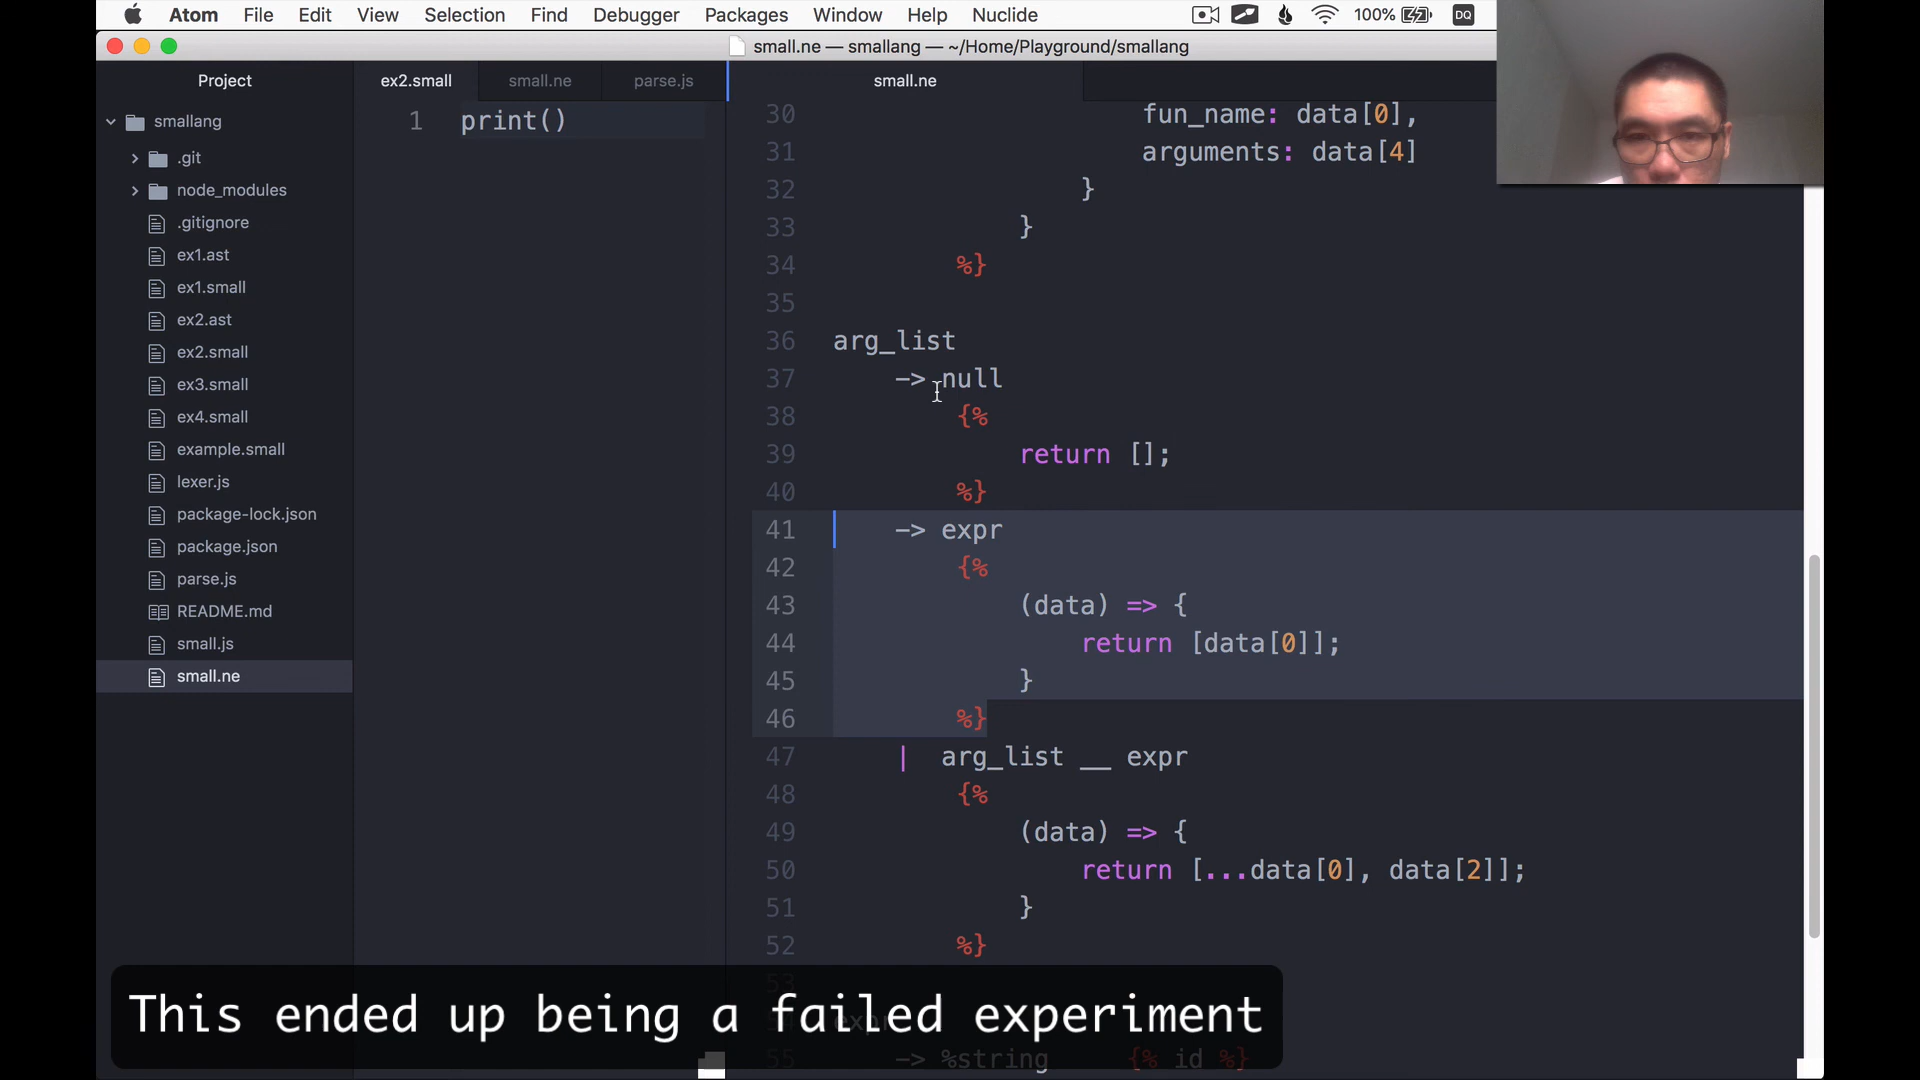 Atom File Edit View Selection Find Debugger Packages Window Help Nuclide 100% DQ
small.ne — smallang — ~/Home/Playground/smallang
Project
smallang
.git
node_modules
.gitignore
ex1.ast
ex1.small
ex2.ast
ex2.small
ex3.small
ex4.small
example.small
lexer.js
package-lock.json
package.json
parse.js
README.md
small.js
small.ne
ex2.small small.ne parse.js
1 print()
small.ne
30 fun_name: data[0],
31 arguments: data[4]
32 }
33 }
34 %}
35
36 arg_list
37 -> null
38 {%
39 return [];
40 %}
41 -> expr
42 {%
43 (data) => {
44 return [data[0]];
45 }
46 %}
47 | arg_list __ expr
48 {%
49 (data) => {
50 return [...data[0], data[2]];
51 }
52 %}
53
expr
55 -> %string {% id %}
This ended up being a failed experiment